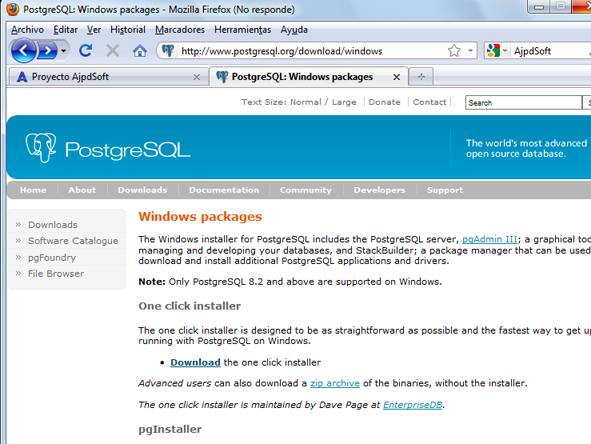 PostgreSQL: Windows packages - Mozilla Firefox (No responde)
Archivo Editar Ver Historial Marcadores Herramientas Ayuda
http://www.postgresql.org/download/windows
AjpdSoft
Proyecto AjpdSoft
PostgreSQL: Windows packages
Text Size: Normal / Large | Donate | Contact | Search
PostgreSQL
The world's most advanced
open source database.
Home | About | Downloads | Documentation | Community | Developers | Support
» Downloads
» Software Catalogue
» pgFoundry
» File Browser
Windows packages
The Windows installer for PostgreSQL includes the PostgreSQL server, pgAdmin III; a graphical too
managing and developing your databases, and StackBuilder; a package manager that can be used
download and install additional PostgreSQL applications and drivers.
Note: Only PostgreSQL 8.2 and above are supported on Windows.
One click installer
The one click installer is designed to be as straightforward as possible and the fastest way to get up
running with PostgreSQL on Windows.
• Download the one click installer
Advanced users can also download a zip archive of the binaries, without the installer.
The one click installer is maintained by Dave Page at EnterpriseDB.
pgInstaller